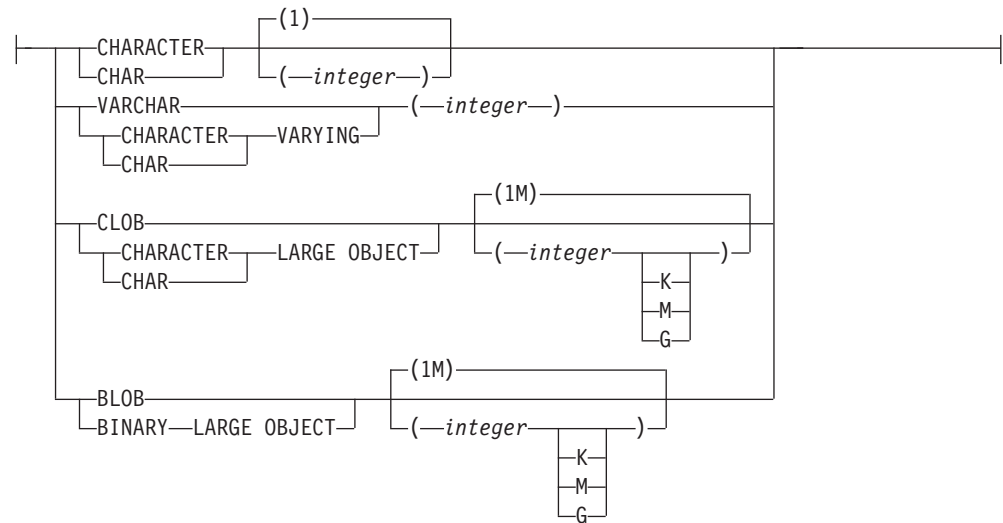 (1)
CHARACTER
CHAR ( integer )
VARCHAR ( integer )
CHARACTER VARYING
CHAR
(1M)
CLOB
CHARACTER LARGE OBJECT ( integer )
CHAR K
M
G
(1M)
BLOB
BINARY LARGE OBJECT ( integer )
K
M
G